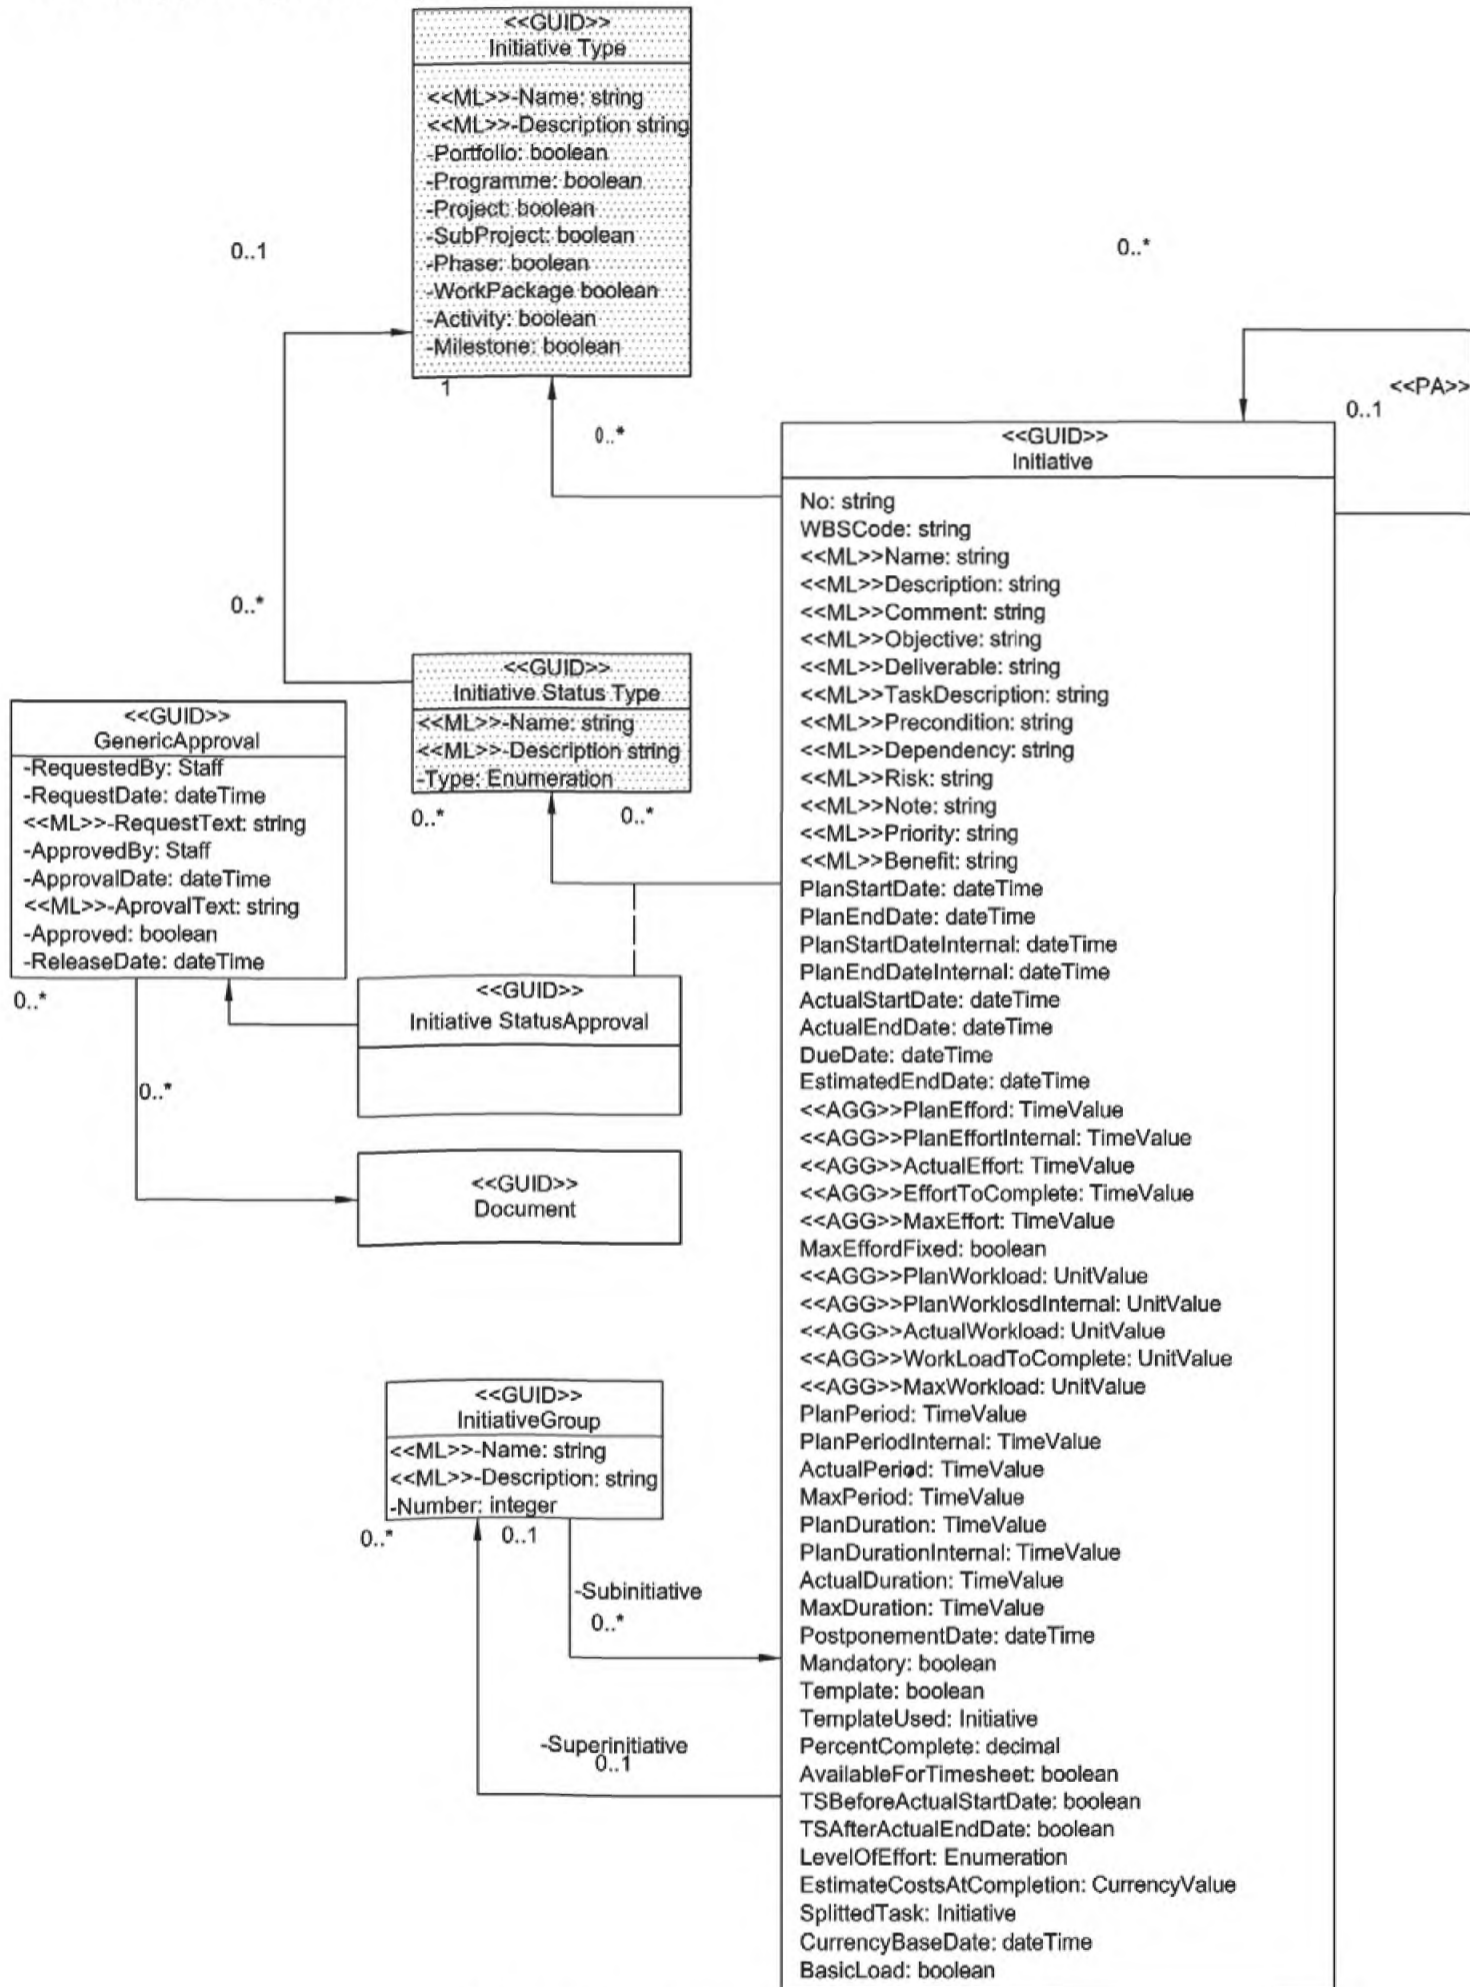 <<GUID>>
Initiative Type
<<ML>>-Name: string
<<ML>>-Description string
-Portfolio: boolean
-Programme: boolean
-Project: boolean
-SubProject: boolean
-Phase: boolean
-WorkPackage boolean
-Activity: boolean
-Milestone: boolean
0..1
0..*
1
0..*
<<PA>>
0..1
0..*
<<GUID>>
Initiative Status Type
<<ML>>-Name: string
<<ML>>-Description string
-Type: Enumeration
0..*
0..*
<<GUID>>
GenericApproval
-RequestedBy: Staff
-RequestDate: dateTime
<<ML>>-RequestText: string
-ApprovedBy: Staff
-ApprovalDate: dateTime
<<ML>>-AprovalText: string
-Approved: boolean
-ReleaseDate: dateTime
0..*
0..*
<<GUID>>
Initiative StatusApproval
<<GUID>>
Document
<<GUID>>
InitiativeGroup
<<ML>>-Name: string
<<ML>>-Description: string
-Number: integer
0..*
0..1
-Subinitiative
0..*
-Superinitiative
0..1
<<GUID>>
Initiative
No: string
WBSCode: string
<<ML>>Name: string
<<ML>>Description: string
<<ML>>Comment: string
<<ML>>Objective: string
<<ML>>Deliverable: string
<<ML>>TaskDescription: string
<<ML>>Precondition: string
<<ML>>Dependency: string
<<ML>>Risk: string
<<ML>>Note: string
<<ML>>Priority: string
<<ML>>Benefit: string
PlanStartDate: dateTime
PlanEndDate: dateTime
PlanStartDateInternal: dateTime
PlanEndDateInternal: dateTime
ActualStartDate: dateTime
ActualEndDate: dateTime
DueDate: dateTime
EstimatedEndDate: dateTime
<<AGG>>PlanEfford: TimeValue
<<AGG>>PlanEffortInternal: TimeValue
<<AGG>>ActualEffort: TimeValue
<<AGG>>EffortToComplete: TimeValue
<<AGG>>MaxEffort: TimeValue
MaxEffordFixed: boolean
<<AGG>>PlanWorkload: UnitValue
<<AGG>>PlanWorklosdInternal: UnitValue
<<AGG>>ActualWorkload: UnitValue
<<AGG>>WorkLoadToComplete: UnitValue
<<AGG>>MaxWorkload: UnitValue
PlanPeriod: TimeValue
PlanPeriodInternal: TimeValue
ActualPeriod: TimeValue
MaxPeriod: TimeValue
PlanDuration: TimeValue
PlanDurationInternal: TimeValue
ActualDuration: TimeValue
MaxDuration: TimeValue
PostponementDate: dateTime
Mandatory: boolean
Template: boolean
TemplateUsed: Initiative
PercentComplete: decimal
AvailableForTimesheet: boolean
TSBeforeActualStartDate: boolean
TSAfterActualEndDate: boolean
LevelOfEffort: Enumeration
EstimateCostsAtCompletion: CurrencyValue
SplittedTask: Initiative
CurrencyBaseDate: dateTime
BasicLoad: boolean